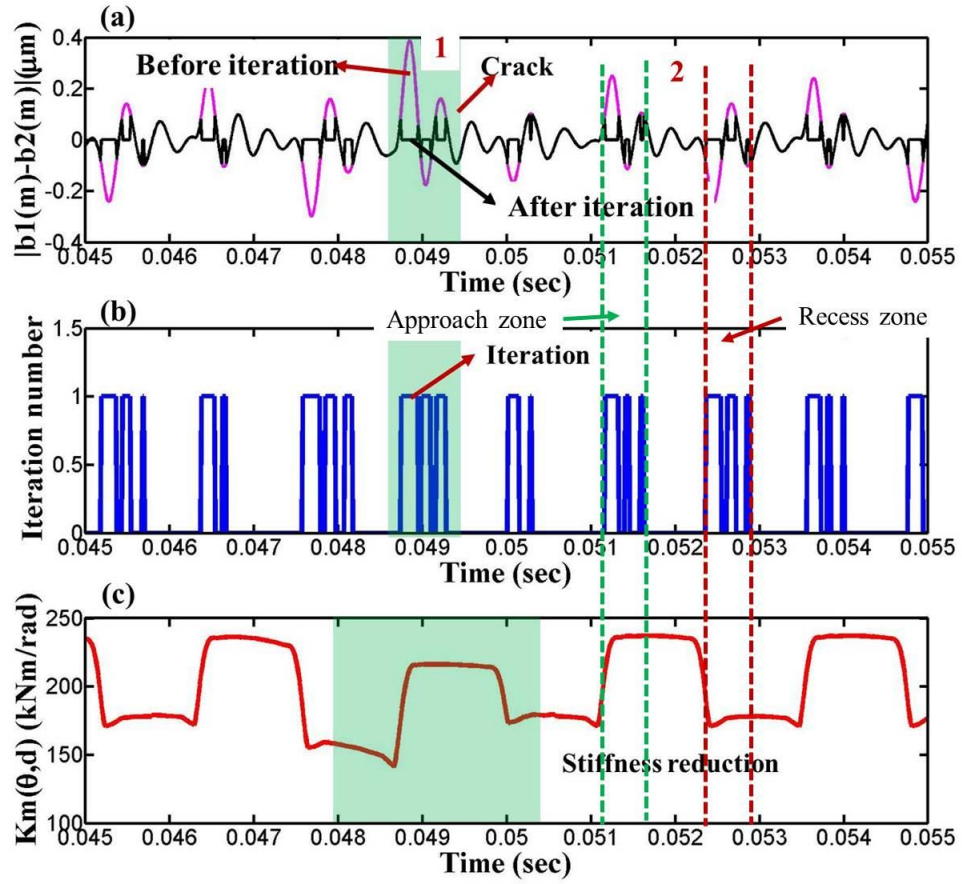 (a)
|b1(m)-b2(m)|(μm)
0.4
0.2
0
-0.2
0.4
1
2
Before iteration
Crack
After iteration
0.045 0.046 0.047 0.048 0.049 0.05 0.051 0.052 0.053 0.054 0.055
Time (sec)
(b)
Iteration number
1.5
1
0.5
0
Approach zone
Recess zone
Iteration
0.045 0.046 0.047 0.048 0.049 0.05 0.051 0.052 0.053 0.054 0.055
Time (sec)
(c)
Km(θ,d) (kNm/rad)
250
200
150
100
Stiffness reduction
0.045 0.046 0.047 0.048 0.049 0.05 0.051 0.052 0.053 0.054 0.055
Time (sec)